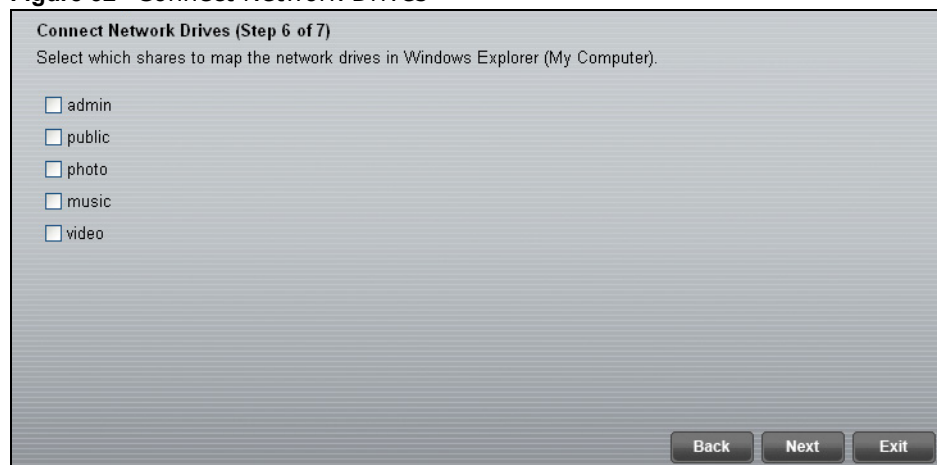 Connect Network Drives (Step 6 of 7)
Select which shares to map the network drives in Windows Explorer (My Computer).
admin
public
photo
music
video
Back Next Exit